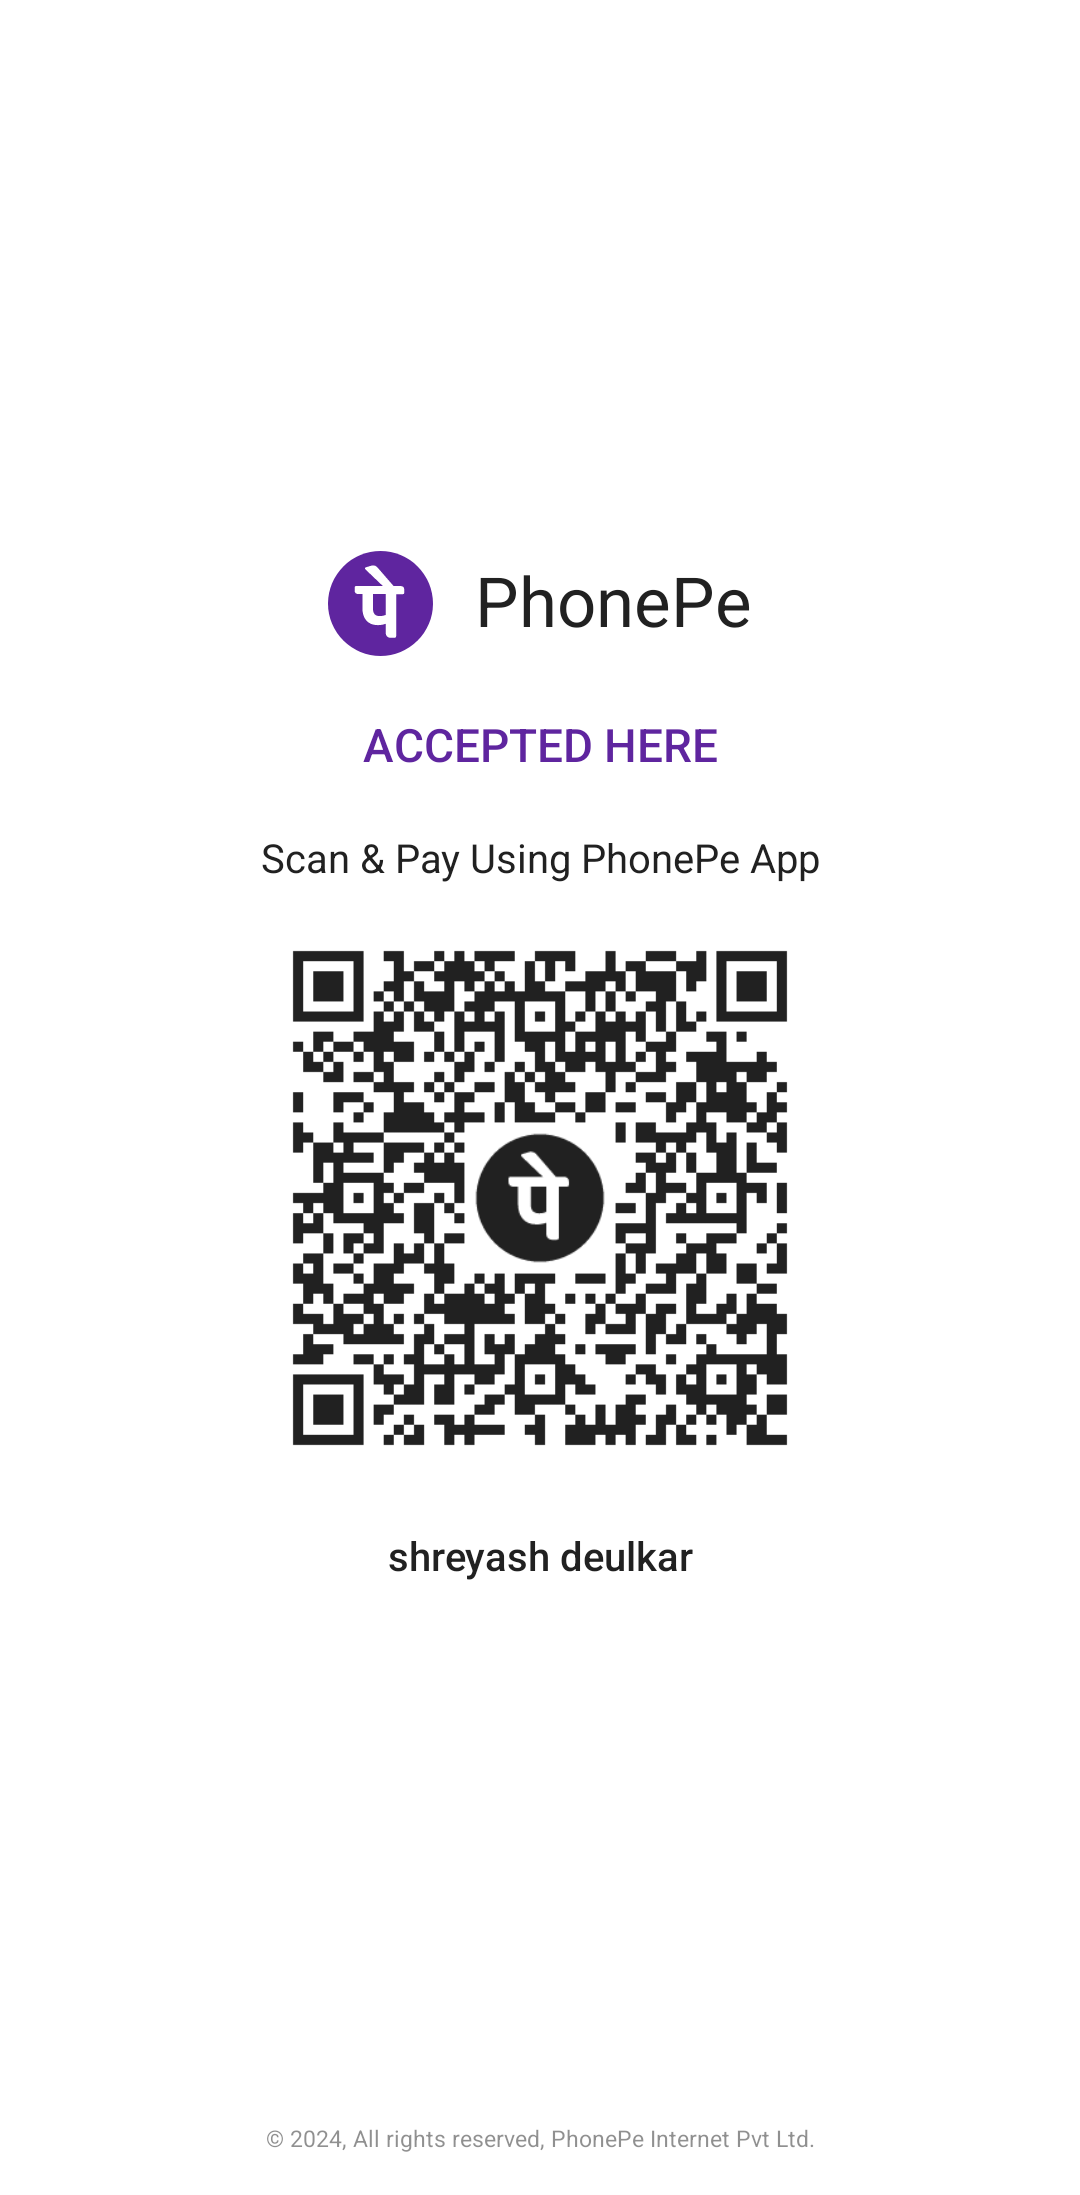 पे PhonePe
ACCEPTED HERE
Scan & Pay Using PhonePe App
पे
shreyash deulkar
© 2024, All rights reserved, PhonePe Internet Pvt Ltd.